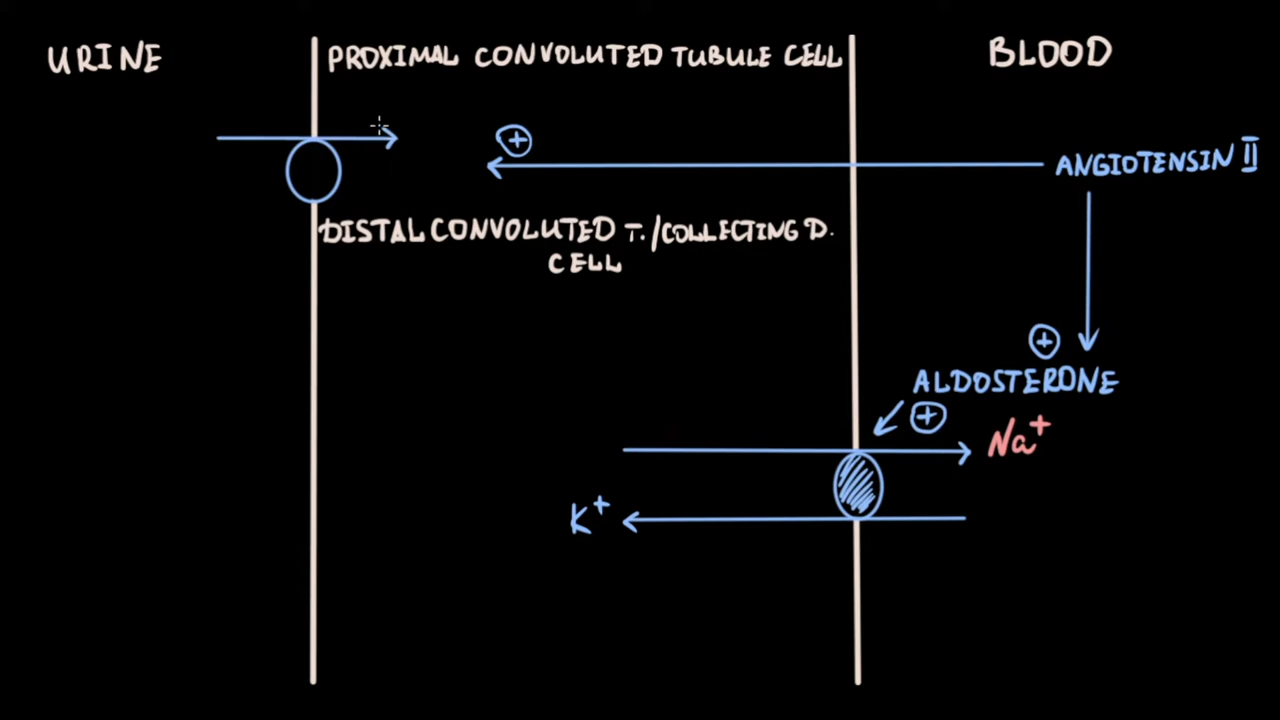 URINE
PROXIMAL CONVOLUTED TUBULE CELL
BLOOD
+
ANGIOTENSIN II
DISTAL CONVOLUTED T./COLLECTING D.
CELL
+
ALDOSTERONE
+
Na+
K+